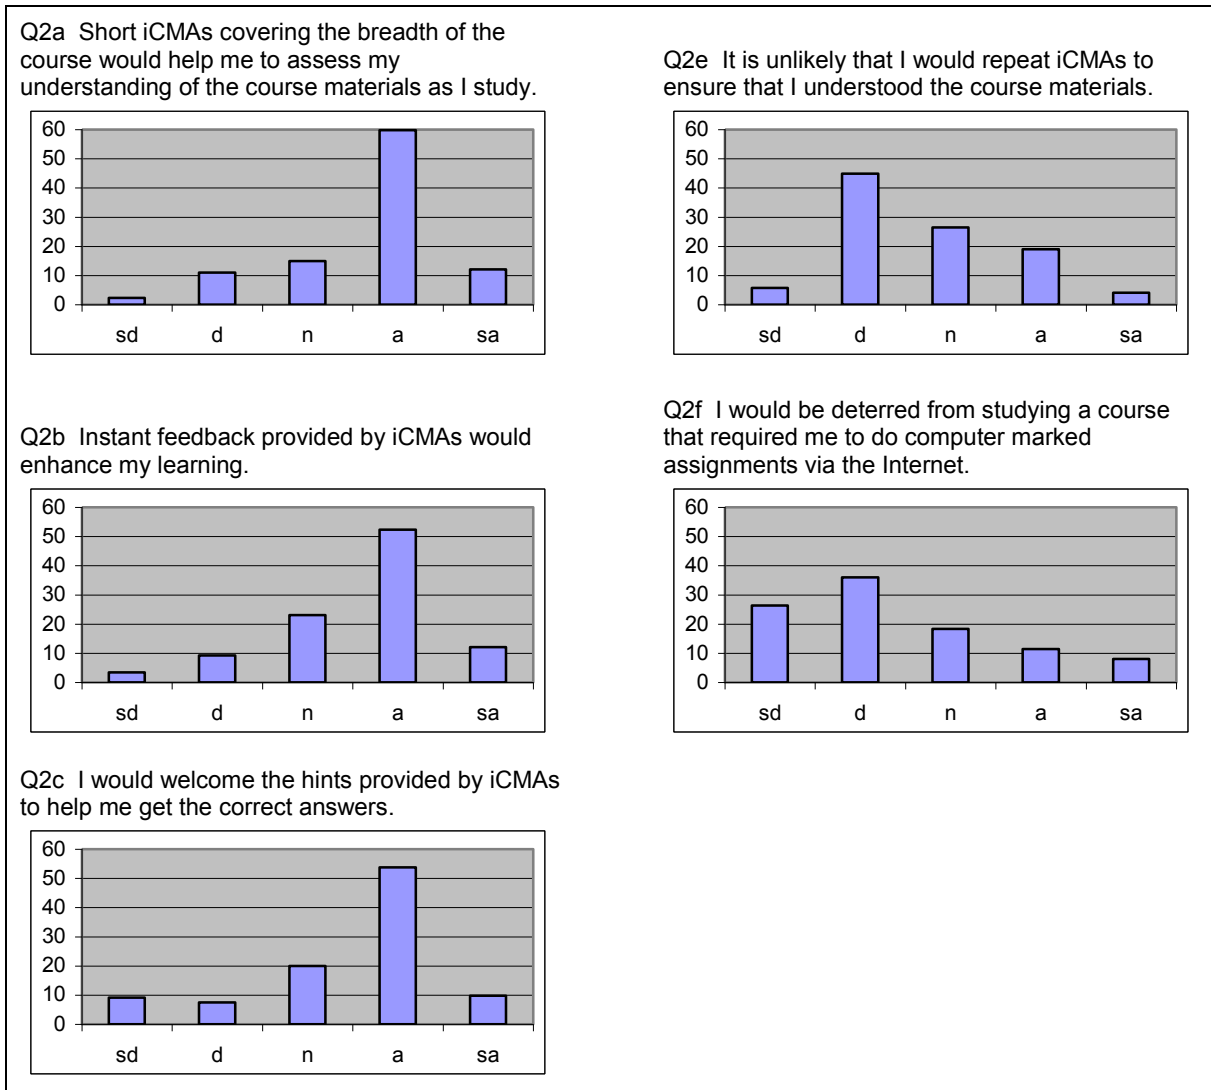 Q2a Short iCMAs covering the breadth of the
course would help me to assess my
understanding of the course materials as I study.
60
50
40
30
20
10
0
sd d n a sa
Q2b Instant feedback provided by iCMAs would
enhance my learning.
60
50
40
30
20
10
0
sd d n a sa
Q2c I would welcome the hints provided by iCMAs
to help me get the correct answers.
60
50
40
30
20
10
0
sd d n a sa
Q2e It is unlikely that I would repeat iCMAs to
ensure that I understood the course materials.
60
50
40
30
20
10
0
sd d n a sa
Q2f I would be deterred from studying a course
that required me to do computer marked
assignments via the Internet.
60
50
40
30
20
10
0
sd d n a sa